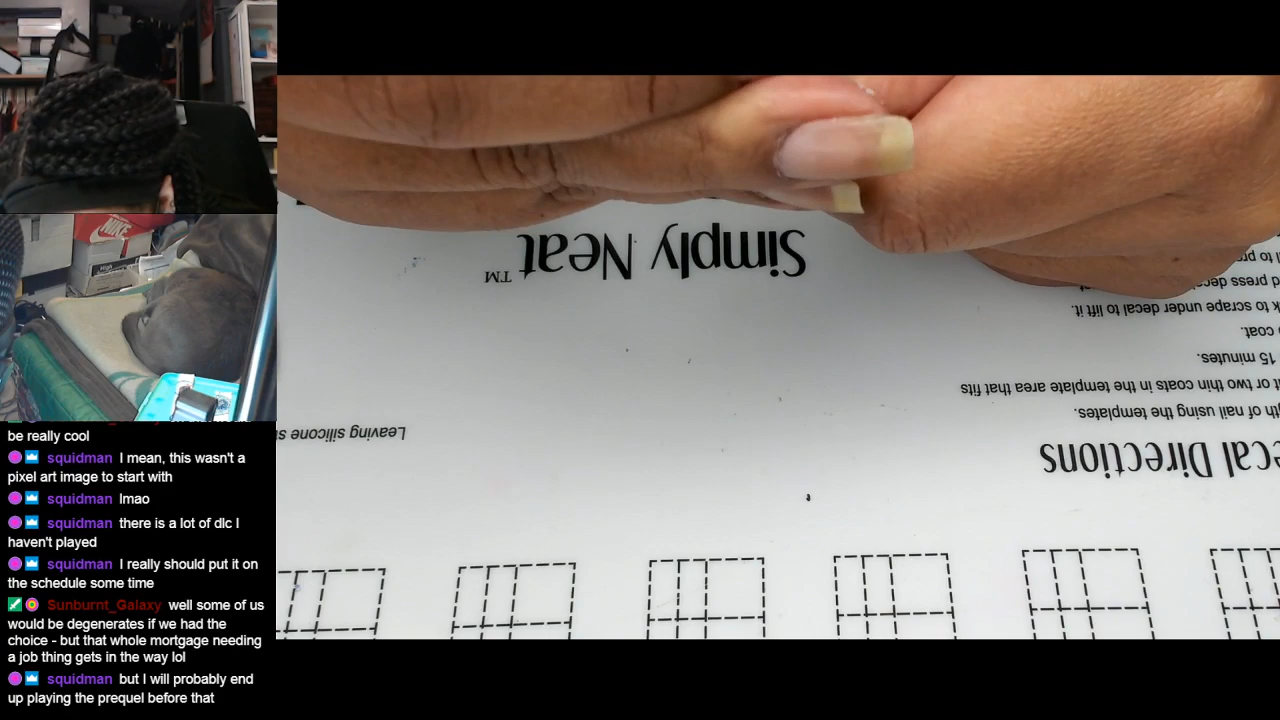 NIKE
be really cool
squidman I mean, this wasn't a
pixel art image to start with
squidman lmao
squidman there is a lot of dlc I
haven't played
squidman I really should put it on
the schedule some time
Sunburnt_Galaxy well some of us
would be degenerates if we had the
choice - but that whole mortgage needing
a job thing gets in the way lol
squidman but I will probably end
up playing the prequel before that
Simply Neat™
Leaving silicone
ecal Directions
th of nail using the templates.
t or two thin coats in the template area that fits
15 minutes.
coat.
k to scrape under decal to lift it.
d press decal
l to pr